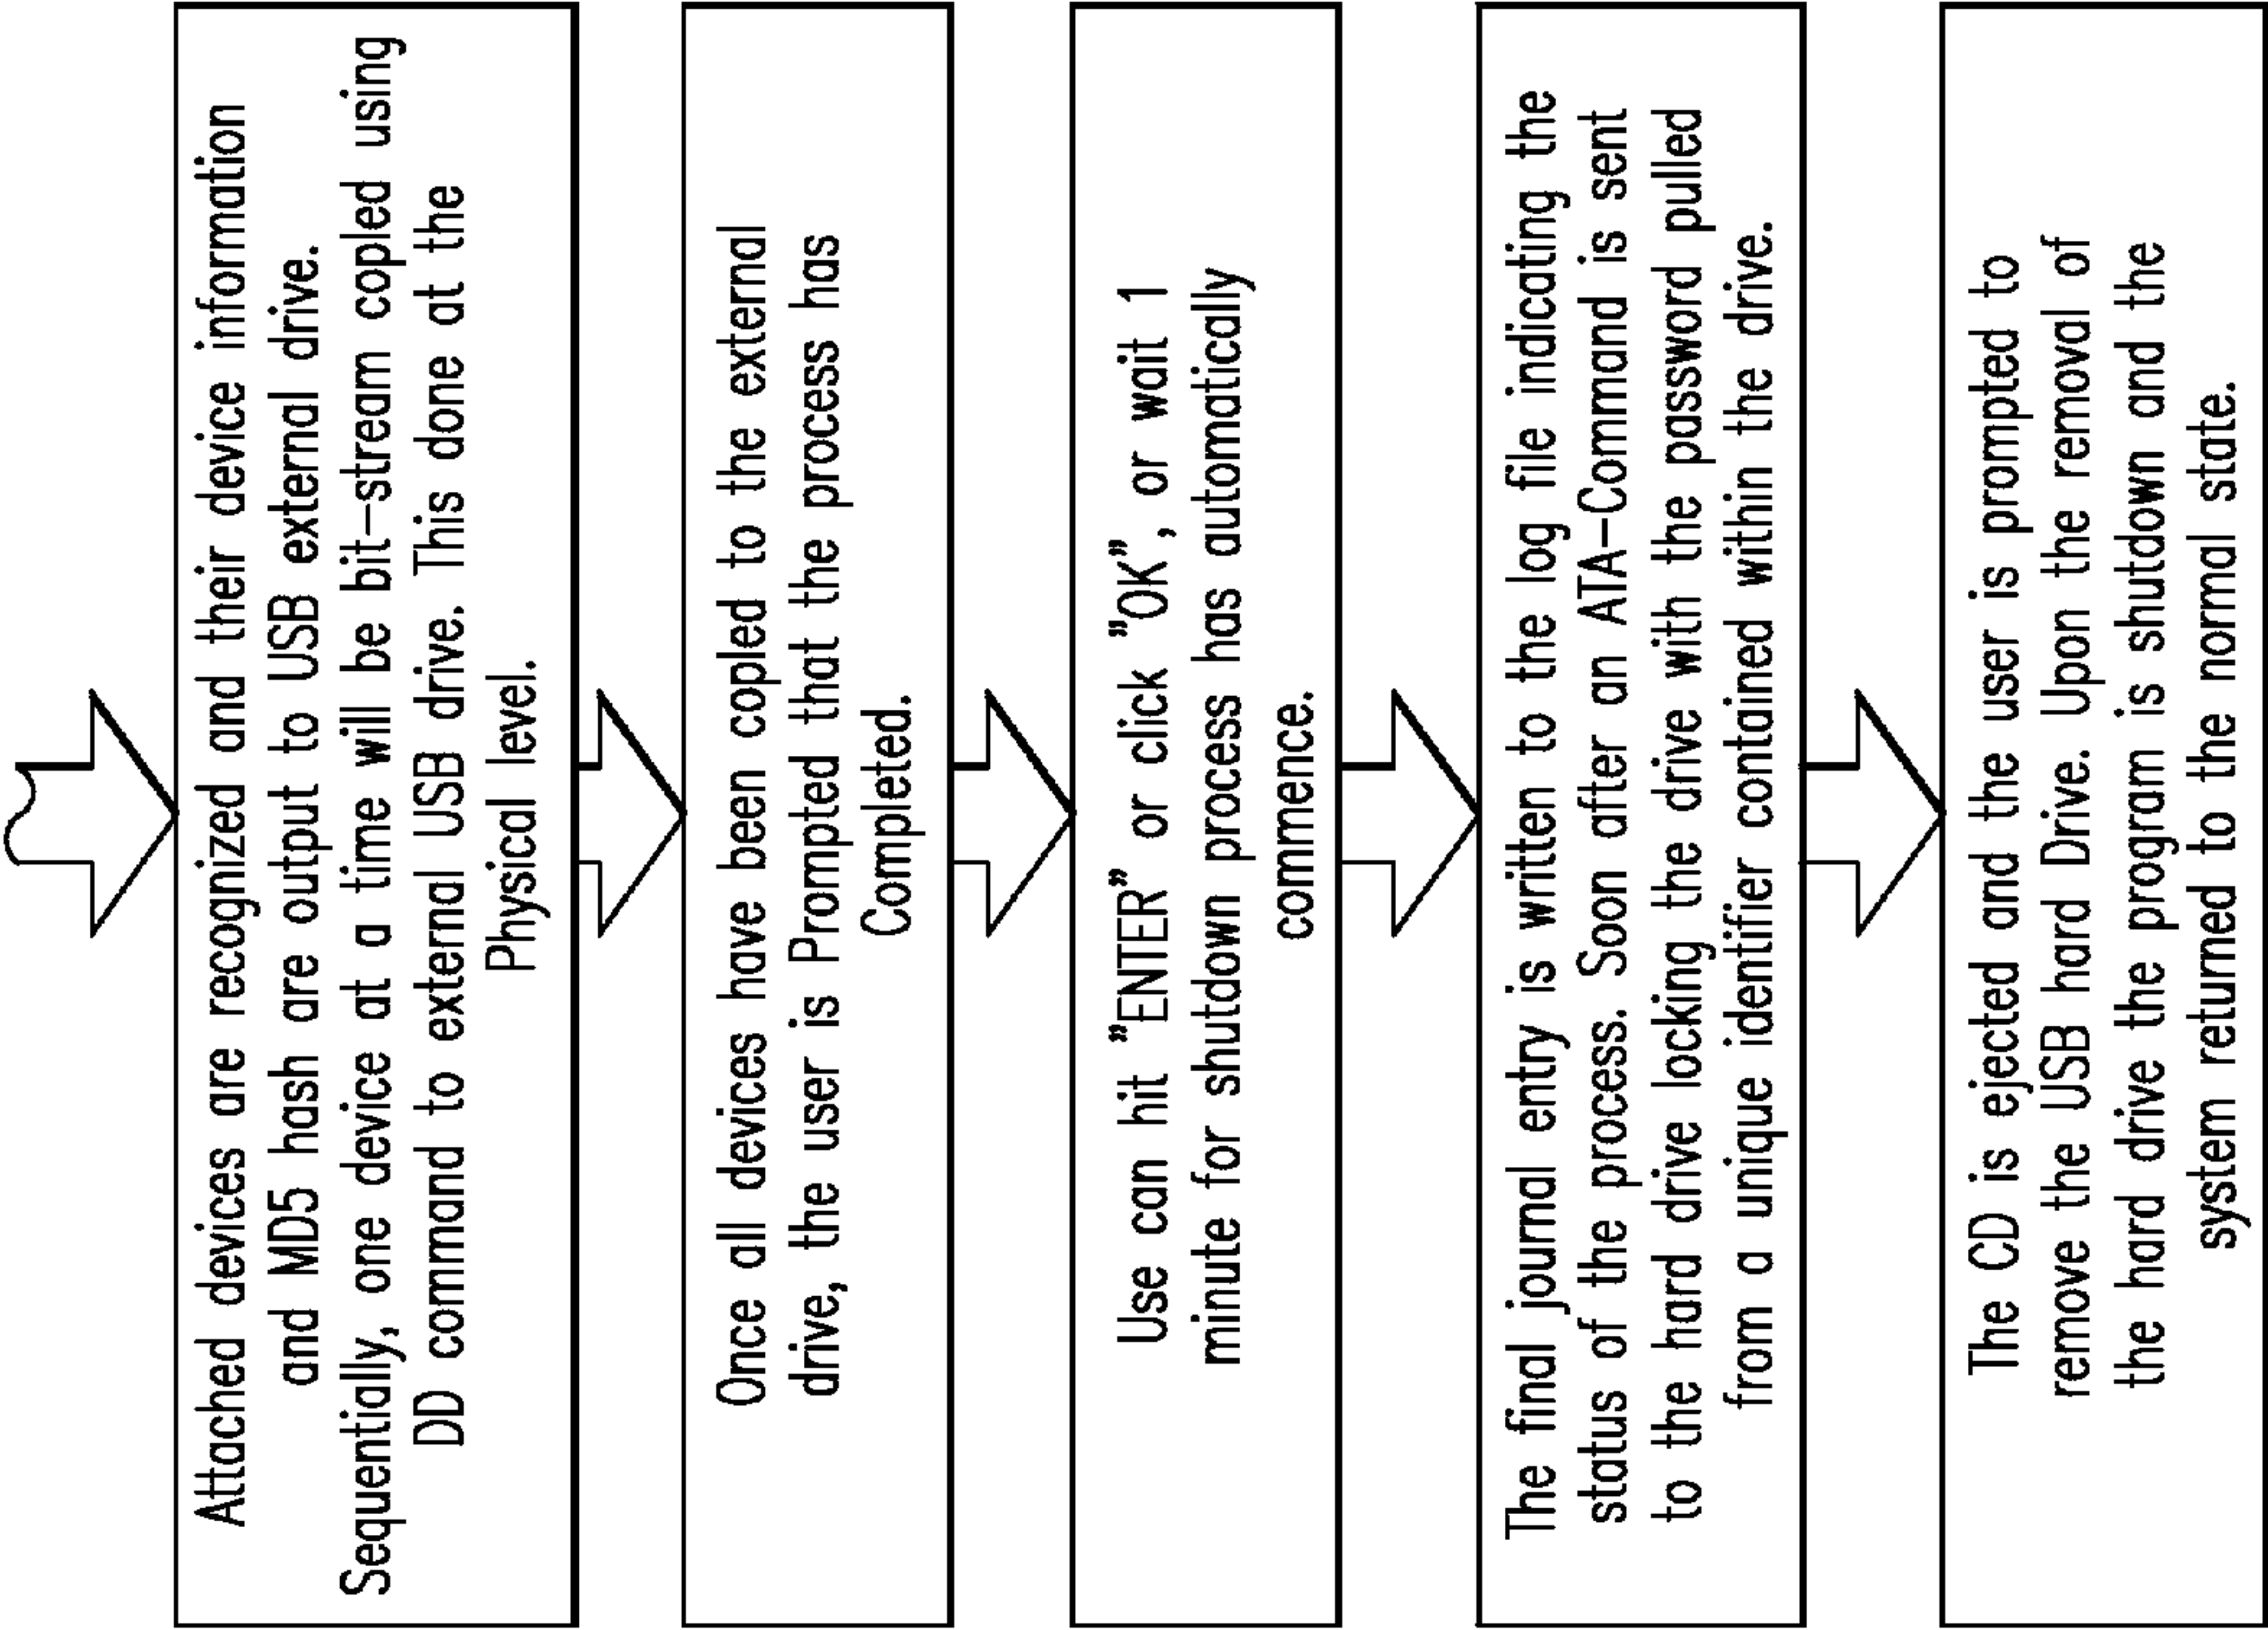 Attached devices are recognized and their device information
and MD5 hash are output to USB external drive.
Sequentially, one device at a time will be bit-stream copled using
DD command to external USB drive. This done at the
Physical level.
Once all devices have been copled to the external
drive, the user is Prompted that the process has
Completed.
Use can hit "ENTER" or click "OK", or wait 1
minute for shutdown process has automatically
commence.
The final journal entry is written to the log file indicating the
status of the process. Soon after an ATA-Command is sent
to the hard drive locking the drive with the password pulled
from a unique identifier contained within the drive.
The CD is ejected and the user is prompted to
remove the USB hard Drive. Upon the removal of
the hard drive the program is shutdown and the
system returned to the normal state.